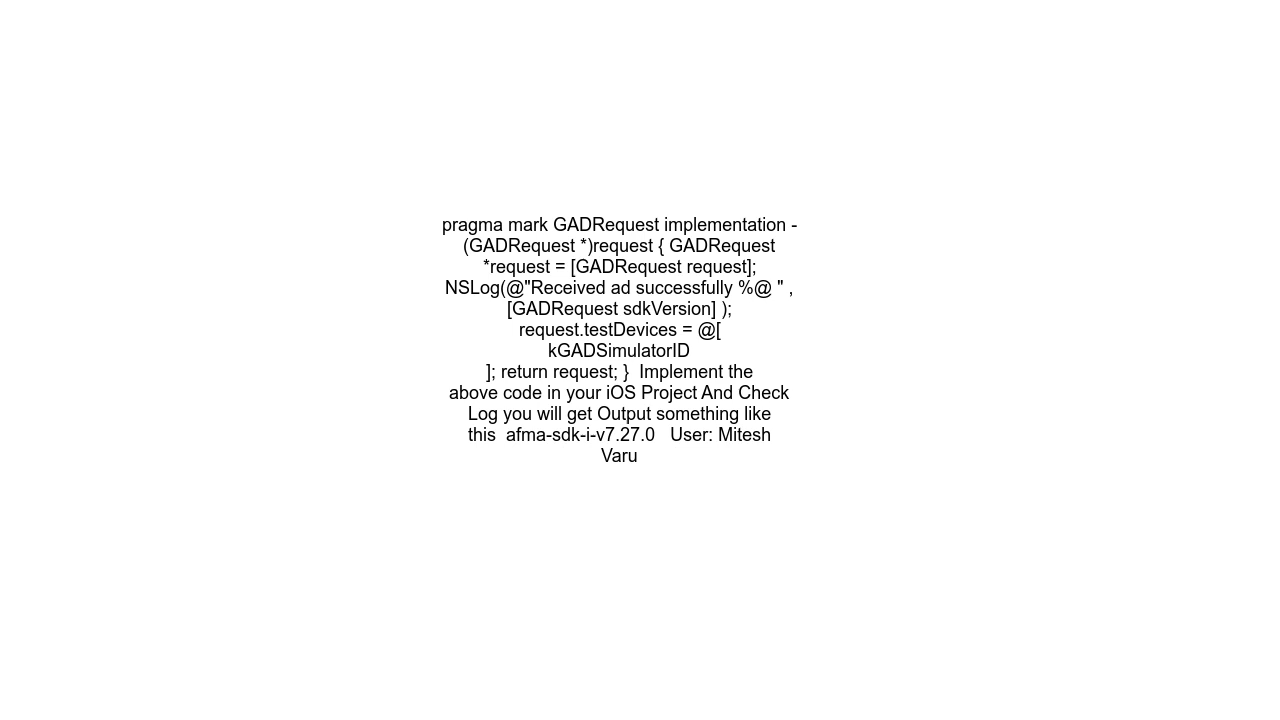 pragma mark GADRequest implementation -
(GADRequest *)request { GADRequest
*request = [GADRequest request];
NSLog(@"Received ad successfully %@ " ,
[GADRequest sdkVersion] );
request.testDevices = @[
kGADSimulatorID
]; return request; }  Implement the
above code in your iOS Project And Check
Log you will get Output something like
this  afma-sdk-i-v7.27.0   User: Mitesh
Varu